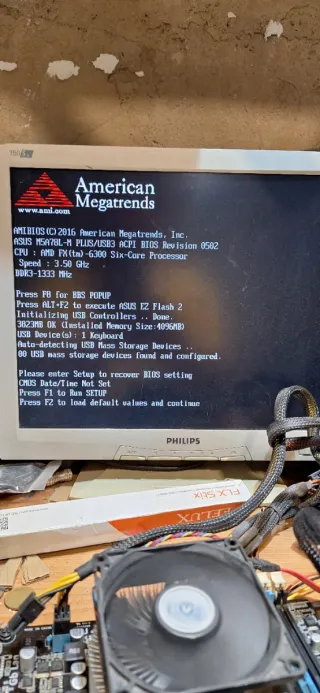 American
Megatrends
www.ami.com
AMIBIOS(C)2016 American Megatrends, Inc.
ASUS M5A78L-M PLUS/USB3 ACPI BIOS Revision 0502
CPU : AMD FX(tm)-6300 Six-Core Processor
Speed : 3.50 GHz
DDR3-1333 MHz
Press F8 for BBS POPUP
Press ALT+F2 to execute ASUS EZ Flash 2
Initializing USB Controllers .. Done.
3823MB OK (Installed Memory Size:4096MB)
USB Device(s): 1 Keyboard
Auto-detecting USB Mass Storage Devices ..
00 USB mass storage devices found and configured.
Please enter Setup to recover BIOS setting
CMOS Date/Time Not Set
Press F1 to Run SETUP
Press F2 to load default values and continue
PHILIPS
FLX Stix